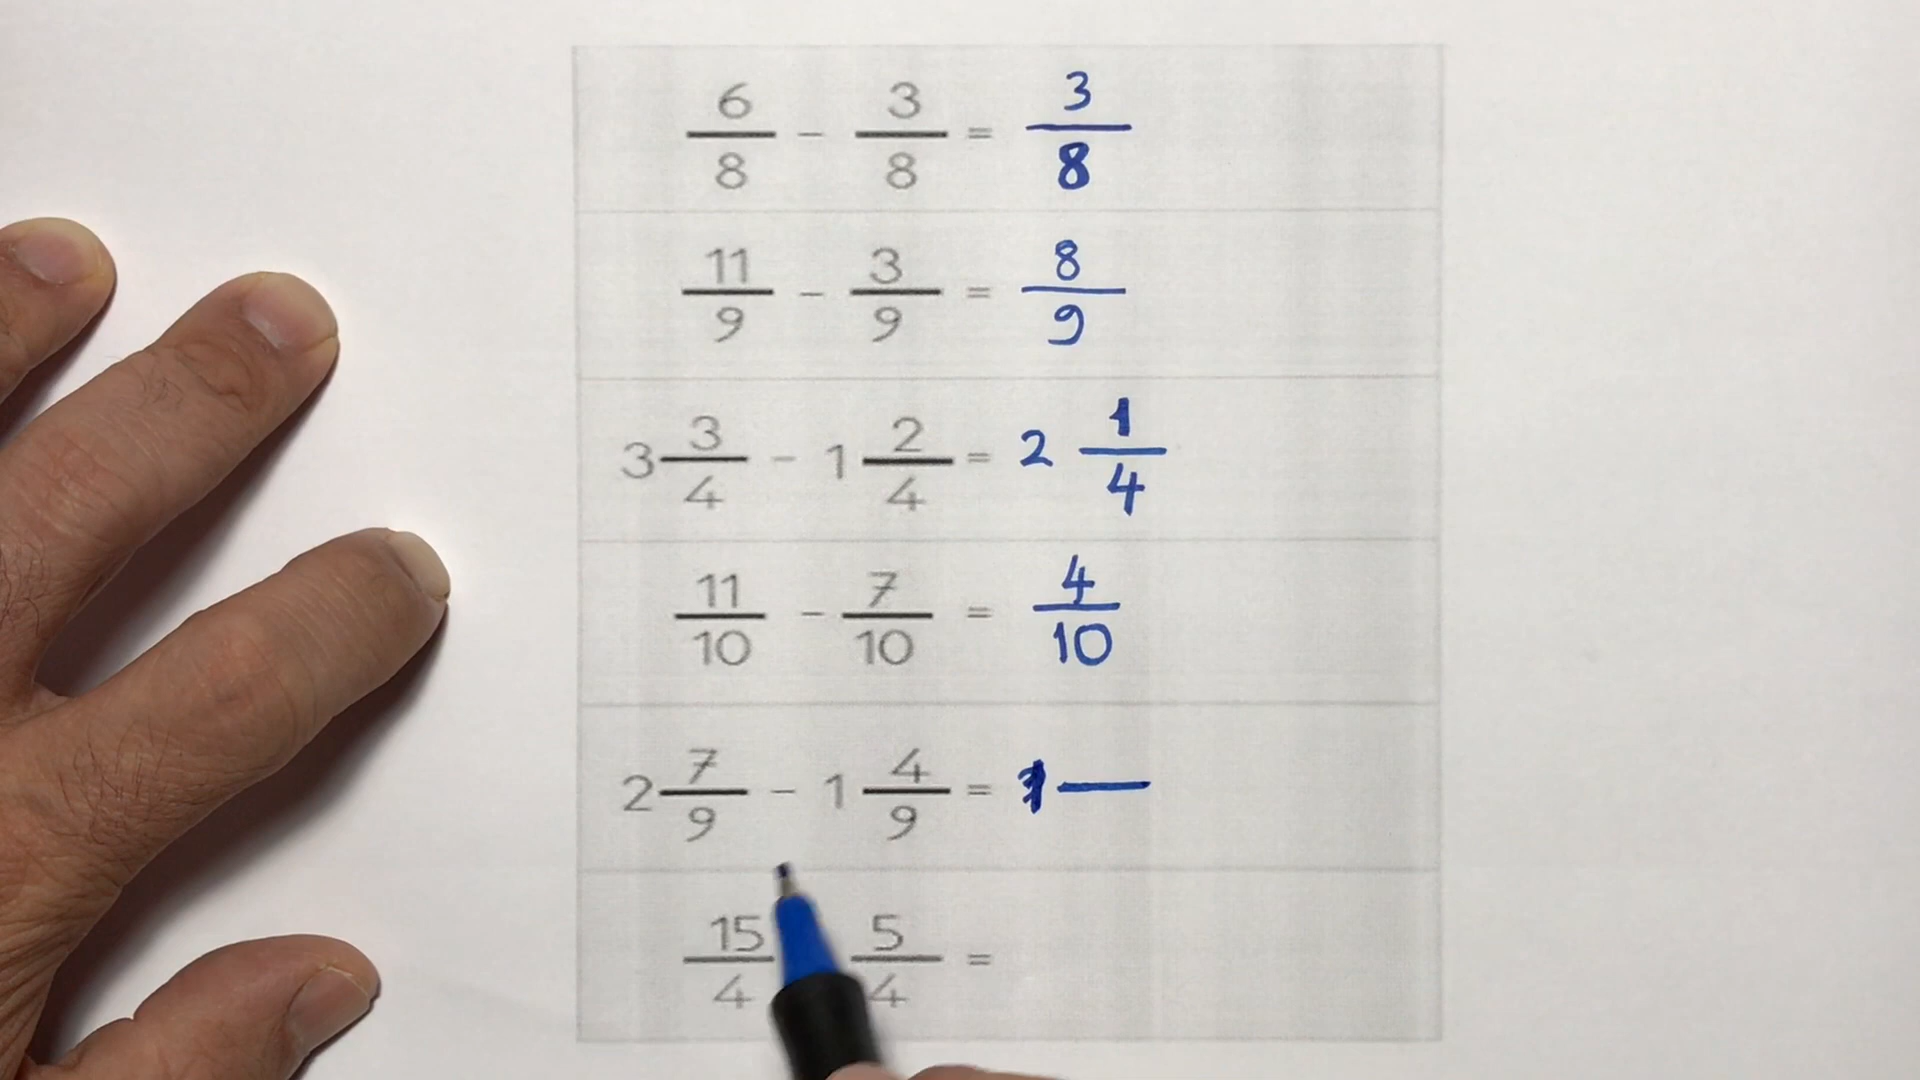 6/8 - 3/8 = 3/8
11/9 - 3/9 = 8/9
3 3/4 - 1 2/4 = 2 1/4
11/10 - 7/10 = 4/10
2 7/9 - 1 4/9 = 1
15/4 5/4 =